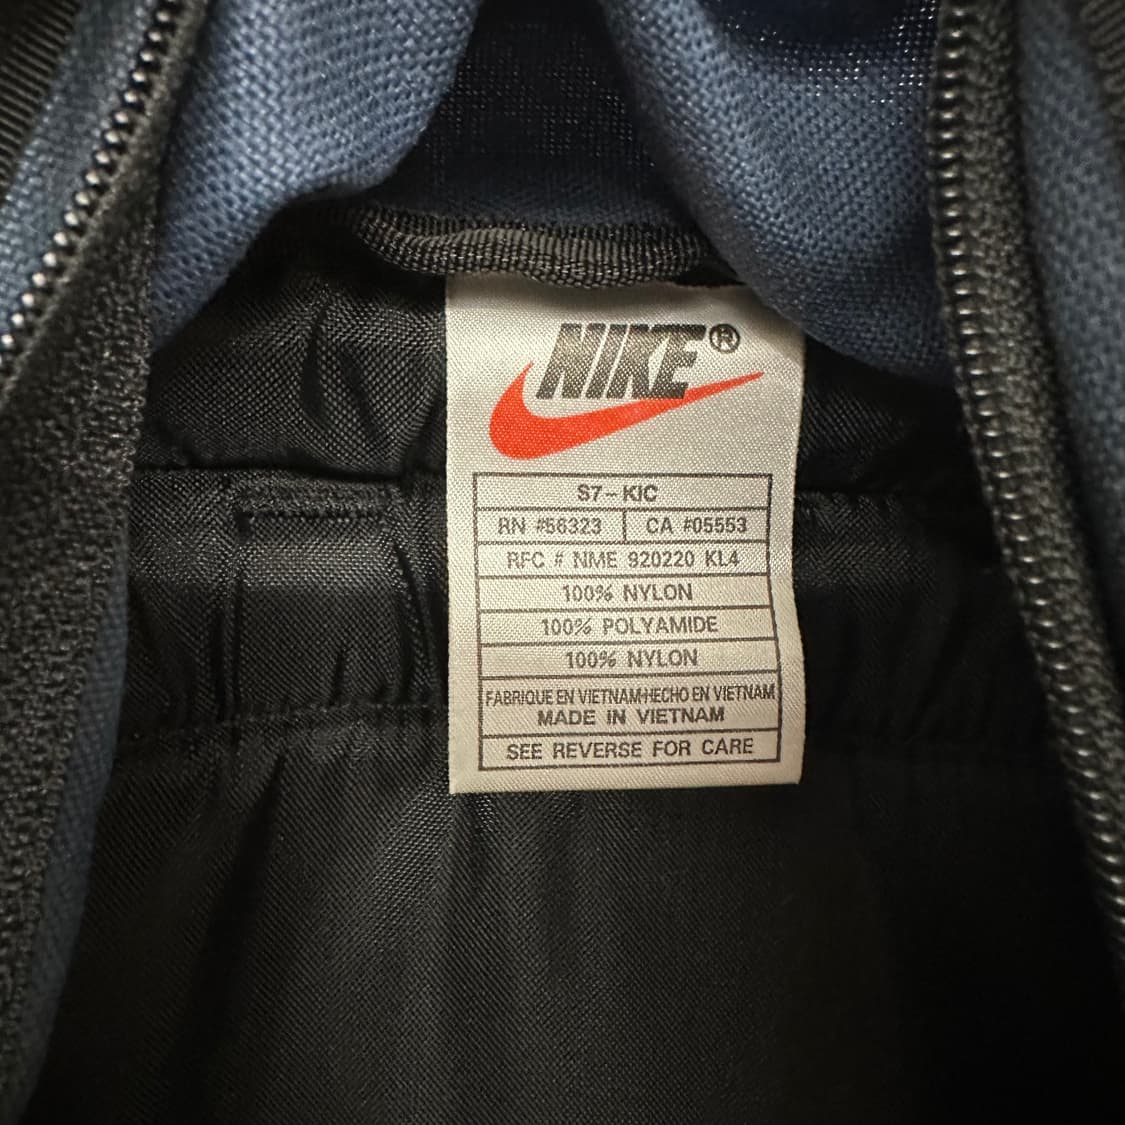 NIKE®
S7-KIC
RN #56323 CA #05553
RFC # NME 920220 KL4
100% NYLON
100% POLYAMIDE
100% NYLON
FABRIQUE EN VIETNAM-HECHO EN VIETNAM
MADE IN VIETNAM
SEE REVERSE FOR CARE